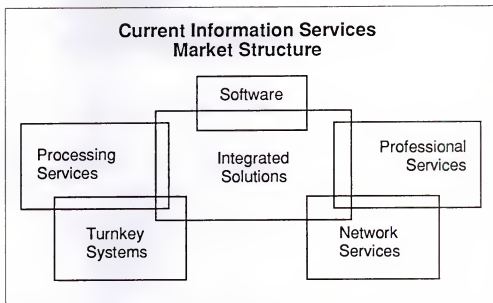 Current Information Services
Market Structure
Software
Processing
Services
Integrated
Solutions
Professional
Services
Turnkey
Systems
Network
Services